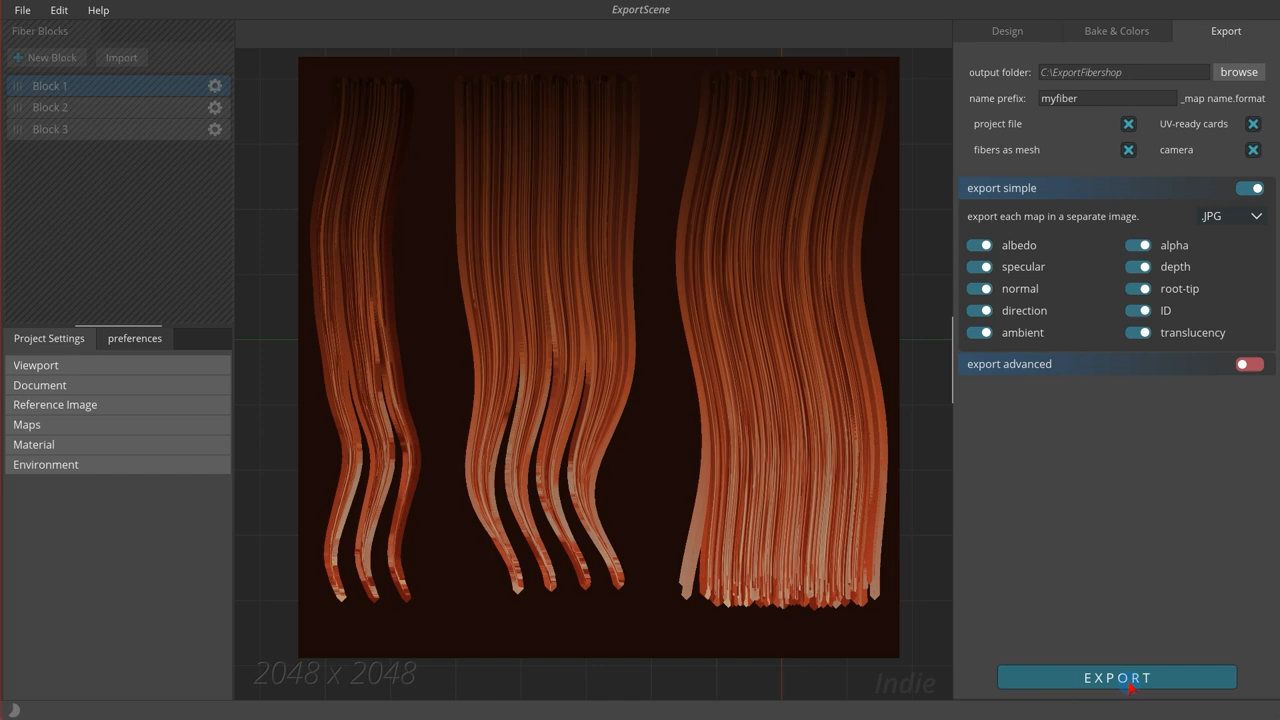 File Edit Help
ExportScene
Fiber Blocks
New Block Import
Block 1
Block 2
Block 3
Project Settings preferences
Viewport
Document
Reference Image
Maps
Material
Environment
2048 x 2048
Indie
Design Bake & Colors Export
output folder: C:\ExportFibershop browse
name prefix: myfiber _map name.format
project file UV-ready cards
fibers as mesh camera
export simple
export each map in a separate image. .JPG
albedo alpha
specular depth
normal root-tip
direction ID
ambient translucency
export advanced
EXPORT